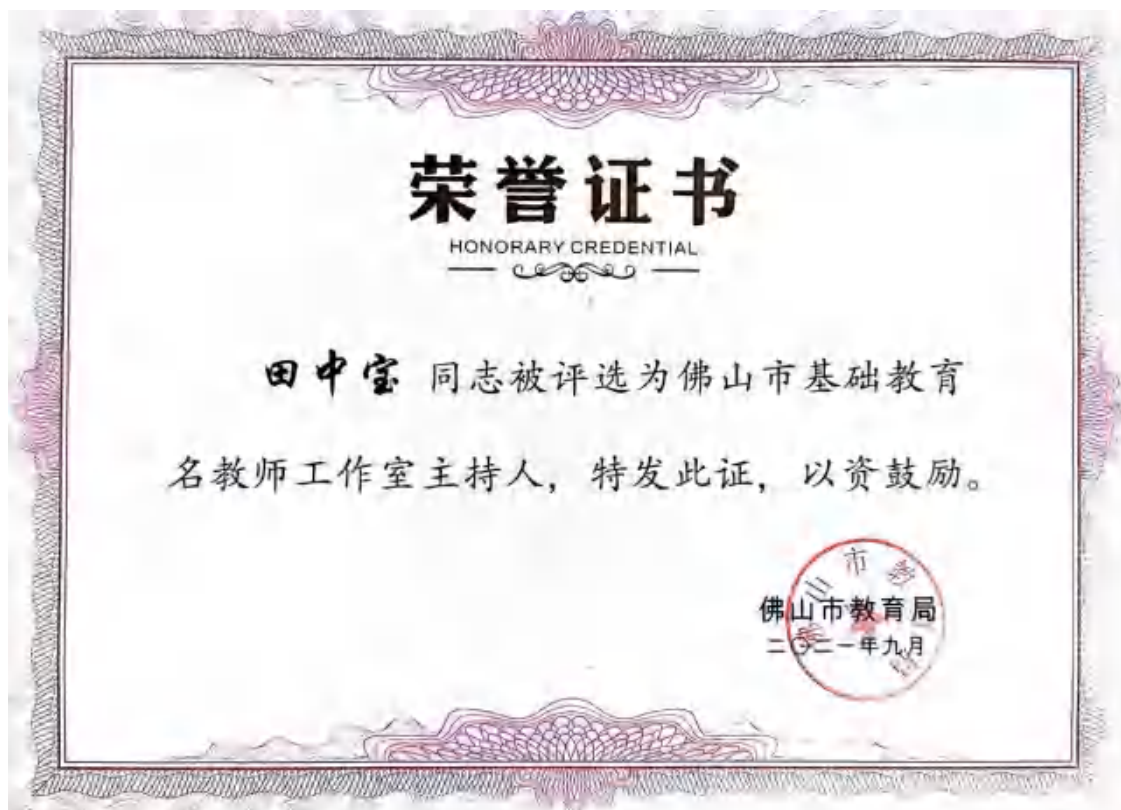 荣誉证书
HONORARY CREDENTIAL
田中宝 同志被评选为佛山市基础教育
名教师工作室主持人，特发此证，以资鼓励。
佛山市教育局
二〇二一年九月